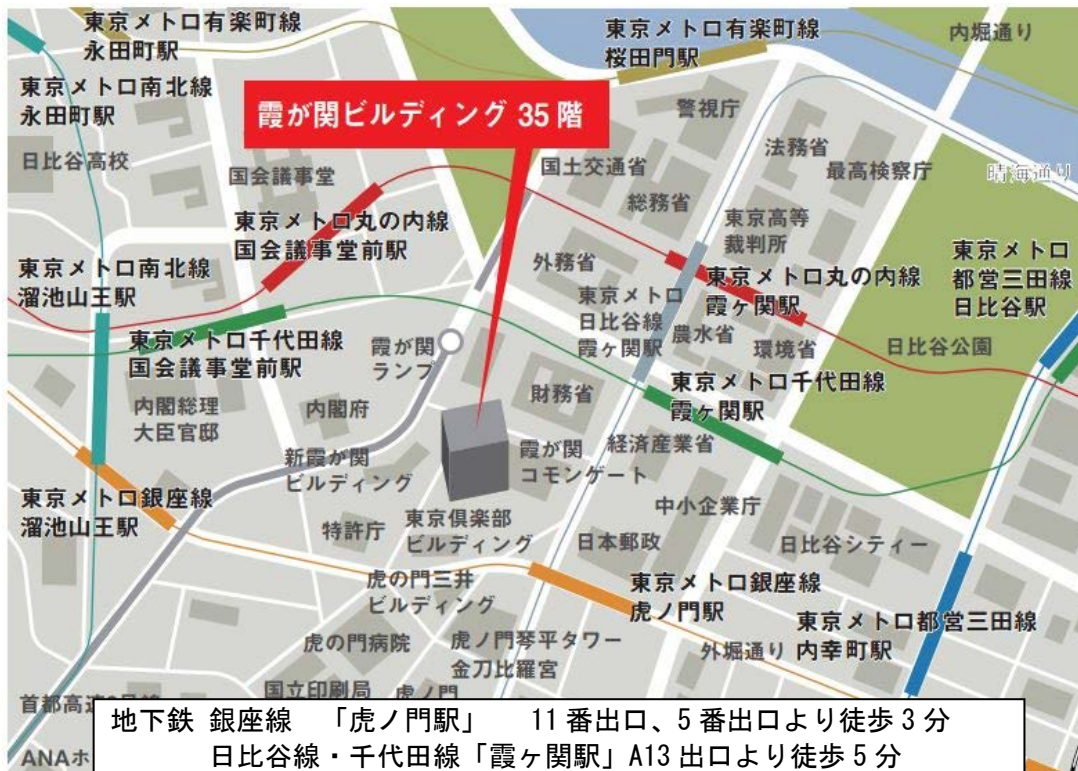 東京メトロ有楽町線
永田町駅
東京メトロ有楽町線
桜田門駅
内堀通り
東京メトロ南北線
永田町駅
霞が関ビルディング 35 階
警視庁
法務省
日比谷高校
国会議事堂
国土交通省
最高検察庁
晴海通り
総務省
東京メトロ丸の内線
国会議事堂前駅
東京高等
裁判所
東京メトロ
都営三田線
日比谷駅
東京メトロ南北線
溜池山王駅
外務省
東京メトロ丸の内線
霞ヶ関駅
東京メトロ
日比谷線
霞ヶ関駅
農水省
環境省
日比谷公園
東京メトロ千代田線
国会議事堂前駅
霞が関
ランプ
財務省
東京メトロ千代田線
霞ヶ関駅
内閣総理
大臣官邸
内閣府
新霞が関
ビルディング
霞が関
コモンゲート
経済産業省
東京メトロ銀座線
溜池山王駅
特許庁
東京倶楽部
ビルディング
中小企業庁
日本郵政
日比谷シティー
虎の門三井
ビルディング
東京メトロ銀座線
虎ノ門駅
東京メトロ都営三田線
内幸町駅
虎の門病院
虎ノ門琴平タワー
金刀比羅宮
外堀通り
国立印刷局
虎ノ門
首都高速
ANAホ
地下鉄 銀座線 「虎ノ門駅」 11 番出口、5 番出口より徒歩 3 分
日比谷線・千代田線「霞ヶ関駅」A13 出口より徒歩 5 分